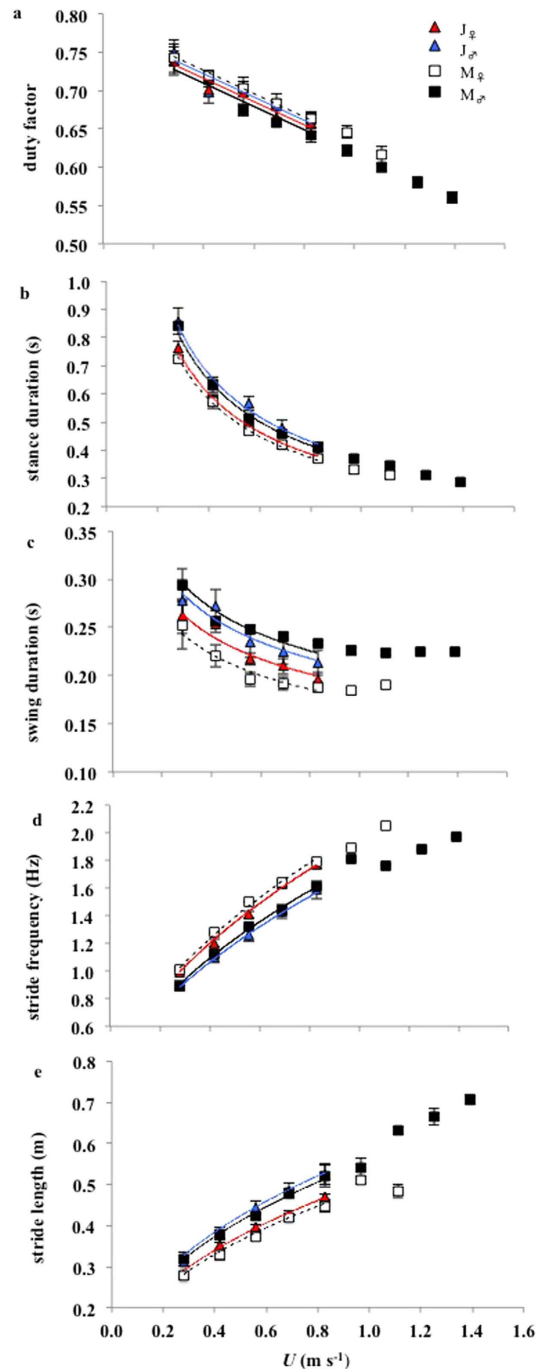 a
0.80
0.75
0.70
0.65
0.60
0.55
0.50
duty factor
J♀
J♂
M♀
M♂
b
1.0
0.9
0.8
0.7
0.6
0.5
0.4
0.3
0.2
stance duration (s)
c
0.35
0.30
0.25
0.20
0.15
0.10
swing duration (s)
d
2.2
2.0
1.8
1.6
1.4
1.2
1.0
0.8
0.6
stride frequency (Hz)
e
0.8
0.7
0.6
0.5
0.4
0.3
0.2
stride length (m)
0.0 0.2 0.4 0.6 0.8 1.0 1.2 1.4 1.6
U (m s-1)